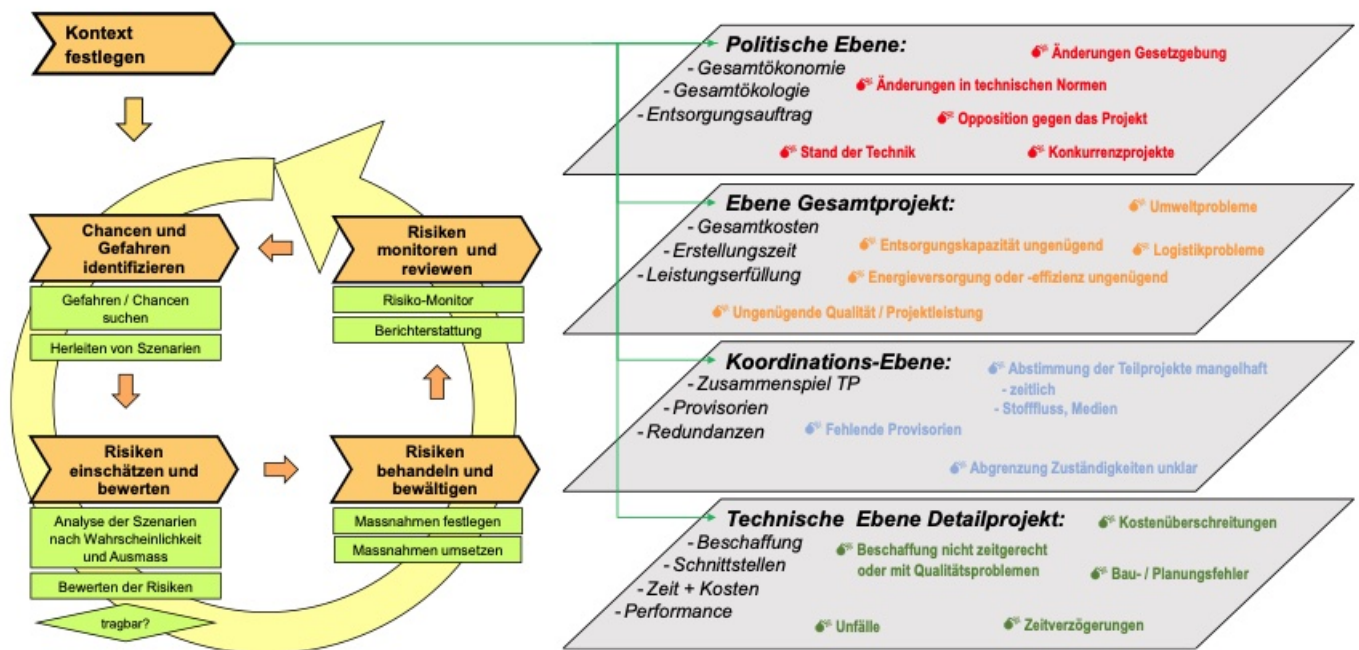 Kontext
festlegen
Chancen und
Gefahren
identifizieren
Gefahren / Chancen
suchen
Herleiten von Szenarien
Risiken
monitoren und
reviewen
Risiko-Monitor
Berichterstattung
Risiken
einschätzen und
bewerten
Analyse der Szenarien
nach Wahrscheinlichkeit
und Ausmass
Bewerten der Risiken
tragbar?
Risiken
behandeln und
bewältigen
Massnahmen festlegen
Massnahmen umsetzen
Politische Ebene:
- Gesamtökonomie
- Gesamtökologie
- Entsorgungsauftrag
Änderungen Gesetzgebung
Änderungen in technischen Normen
Opposition gegen das Projekt
Stand der Technik
Konkurrenzprojekte
Ebene Gesamtprojekt:
- Gesamtkosten
- Erstellungszeit
- Leistungserfüllung
Umweltprobleme
Entsorgungskapazität ungenügend
Logistikprobleme
Energieversorgung oder -effizienz ungenügend
Ungenügende Qualität / Projektleistung
Koordinations-Ebene:
- Zusammenspiel TP
- Provisorien
- Redundanzen
Abstimmung der Teilprojekte mangelhaft
- zeitlich
- Stofffluss, Medien
Fehlende Provisorien
Abgrenzung Zuständigkeiten unklar
Technische Ebene Detailprojekt:
- Beschaffung
- Schnittstellen
- Zeit + Kosten
- Performance
Kostenüberschreitungen
Beschaffung nicht zeitgerecht
oder mit Qualitätsproblemen
Bau- / Planungsfehler
Unfälle
Zeitverzögerungen